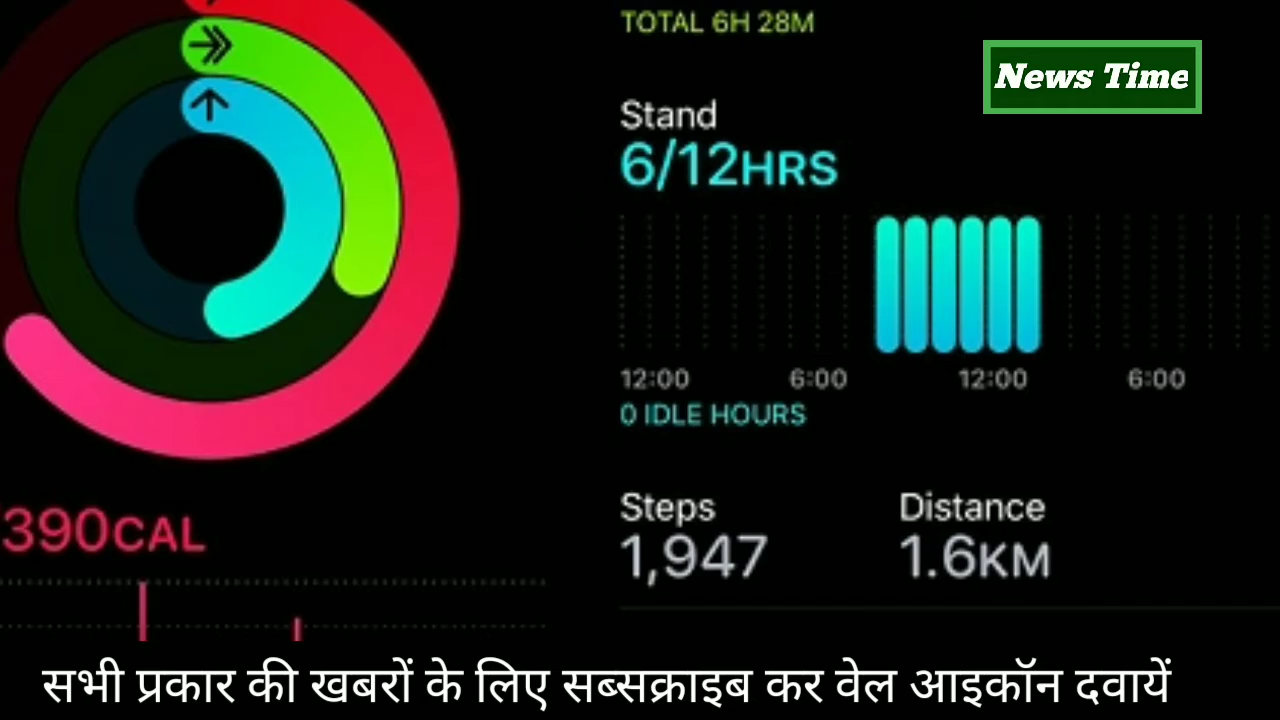 TOTAL 6H 28M
News Time
Stand
6/12HRS
12:00 6:00 12:00 6:00
0 IDLE HOURS
Steps Distance
1,947 1.6KM
/390CAL
सभी प्रकार की खबरों के लिए सब्सक्राइब कर वेल आइकॉन दवायें